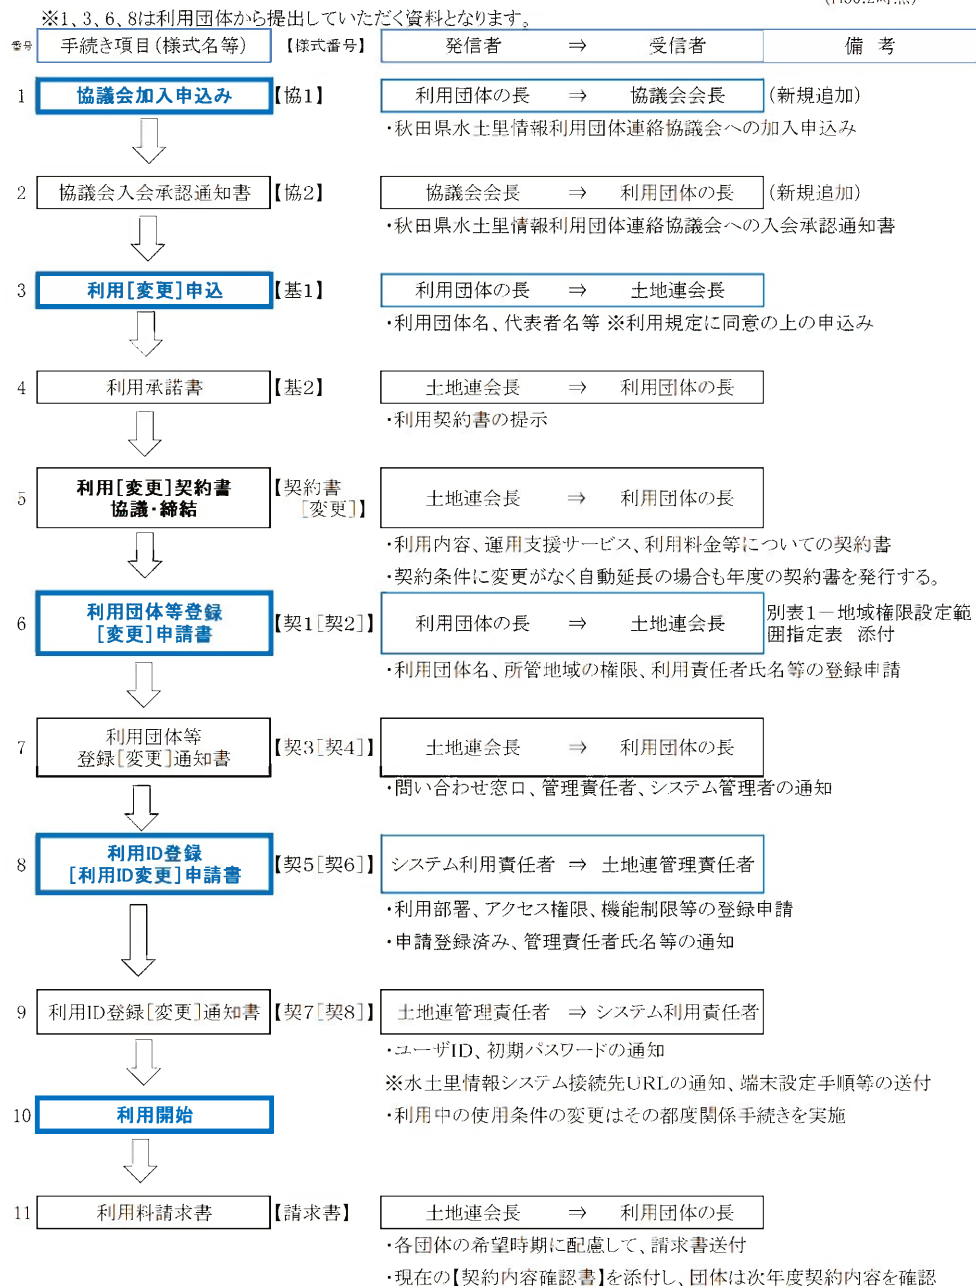 ※1、3、6、8は利用団体から提出していただく資料となります。
番号 手続き項目(様式名等) 【様式番号】 発信者 ⇒ 受信者 備 考
1 協議会加入申込み 【協1】 利用団体の長 ⇒ 協議会会長 (新規追加)
・秋田県水土里情報利用団体連絡協議会への加入申込み
2 協議会入会承認通知書 【協2】 協議会会長 ⇒ 利用団体の長 (新規追加)
・秋田県水土里情報利用団体連絡協議会への入会承認通知書
3 利用[変更]申込 【基1】 利用団体の長 ⇒ 土地連会長
・利用団体名、代表者名等 ※利用規定に同意の上の申込み
4 利用承諾書 【基2】 土地連会長 ⇒ 利用団体の長
・利用契約書の提示
5 利用[変更]契約書 【契約書
協議・締結 [変更]】 土地連会長 ⇒ 利用団体の長
・利用内容、運用支援サービス、利用料金等についての契約書
・契約条件に変更がなく自動延長の場合も年度の契約書を発行する。
6 利用団体等登録 【契1[契2]】 利用団体の長 ⇒ 土地連会長 別表1－地域権限設定範
[変更]申請書 囲指定表 添付
・利用団体名、所管地域の権限、利用責任者氏名等の登録申請
7 利用団体等 【契3[契4]】 土地連会長 ⇒ 利用団体の長
登録[変更]通知書
・問い合わせ窓口、管理責任者、システム管理者の通知
8 利用ID登録 【契5[契6]】 システム利用責任者 ⇒ 土地連管理責任者
[利用ID変更]申請書
・利用部署、アクセス権限、機能制限等の登録申請
・申請登録済み、管理責任者氏名等の通知
9 利用ID登録[変更]通知書 【契7[契8]】 土地連管理責任者 ⇒ システム利用責任者
・ユーザID、初期パスワードの通知
※水土里情報システム接続先URLの通知、端末設定手順等の送付
10 利用開始 ・利用中の使用条件の変更はその都度関係手続きを実施
11 利用料請求書 【請求書】 土地連会長 ⇒ 利用団体の長
・各団体の希望時期に配慮して、請求書送付
・現在の【契約内容確認書】を添付し、団体は次年度契約内容を確認